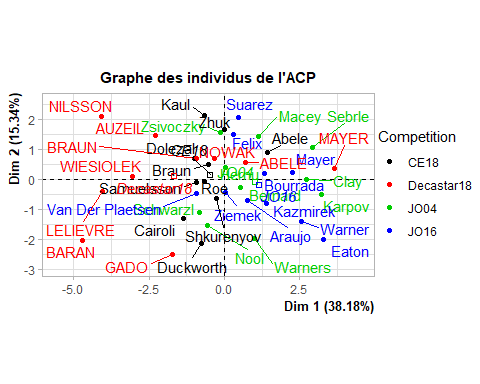 Graphe des individus de l'ACP
NILSSON
Kaul
Suarez
Macey
Sebrle
AUZEIL
Zsivoczky
Zhuk
Felix
Abele
MAYER
BRAUN
NOWAK
ABELE
Mayer
WIESIOLEK
Braun
Clay
Bourrada
Roe
Karpov
Van Der Plaetsen
Schwarzl
Ziemek
Kazmirek
LELIEVRE
Cairoli
Shkurenyov
Araujo
Warner
BARAN
GADO
Duckworth
Nool
Warners
Eaton
Dim 2 (15.34%)
2
1
0
-1
-2
-3
-5.0
-2.5
0.0
2.5
Dim 1 (38.18%)
Competition
CE18
Decastar18
JO04
JO16